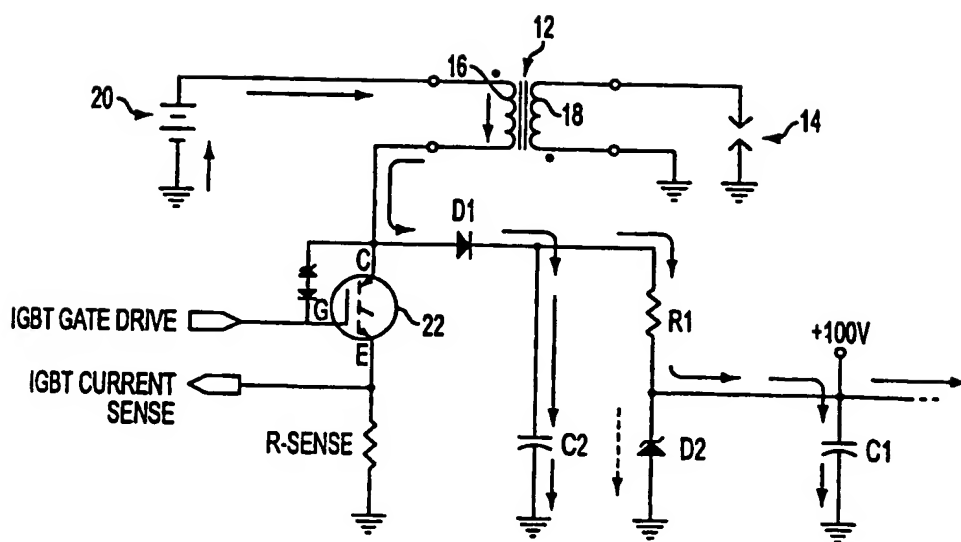 12
16
20
18
14
D1
C
G
IGBT GATE DRIVE
22
R1
E
+100V
IGBT CURRENT
SENSE
R-SENSE
C2
D2
C1